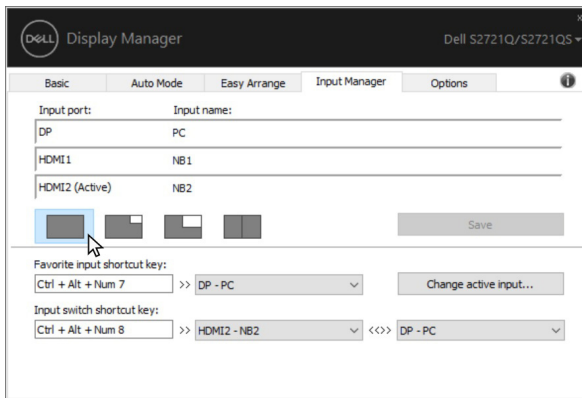 DELL Display Manager Dell S2721Q/S2721QS
Basic Auto Mode Easy Arrange Input Manager Options
Input port: Input name:
DP PC
HDMI1 NB1
HDMI2 (Active) NB2
Save
Favorite input shortcut key:
Ctrl + Alt + Num 7 >> DP - PC Change active input...
Input switch shortcut key:
Ctrl + Alt + Num 8 >> HDMI2 - NB2 <<>> DP - PC